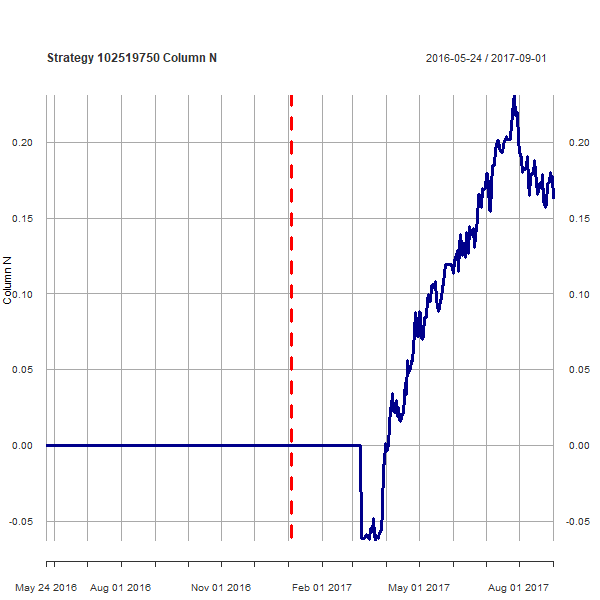 Strategy 102519750 Column N
2016-05-24 / 2017-09-01
Column N
0.20
0.15
0.10
0.05
0.00
-0.05
0.20
0.15
0.10
0.05
0.00
-0.05
May 24 2016
Aug 01 2016
Nov 01 2016
Feb 01 2017
May 01 2017
Aug 01 2017